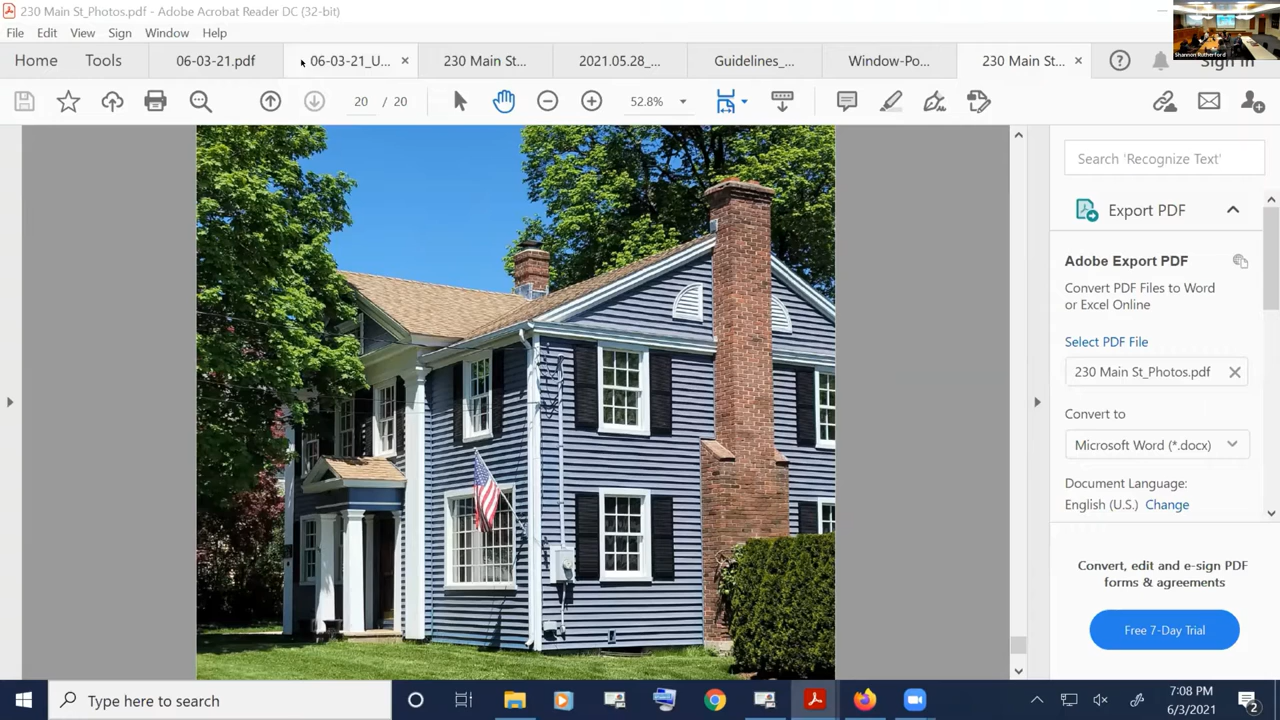 230 Main St_Photos.pdf - Adobe Acrobat Reader DC (32-bit)
File Edit View Sign Window Help
Shannon Rutherford
Home Tools 06-03-21.pdf 06-03-21_U... × 230 Main St... 2021.05.28_... Guidelines_... Window-Po... 230 Main St... × ? Sign In
20 / 20 52.8%
Search 'Recognize Text'
Export PDF
Adobe Export PDF
Convert PDF Files to Word
or Excel Online
Select PDF File
230 Main St_Photos.pdf
Convert to
Microsoft Word (*.docx)
Document Language:
English (U.S.) Change
Convert, edit and e-sign PDF
forms & agreements
Free 7-Day Trial
Type here to search
7:08 PM
6/3/2021
2